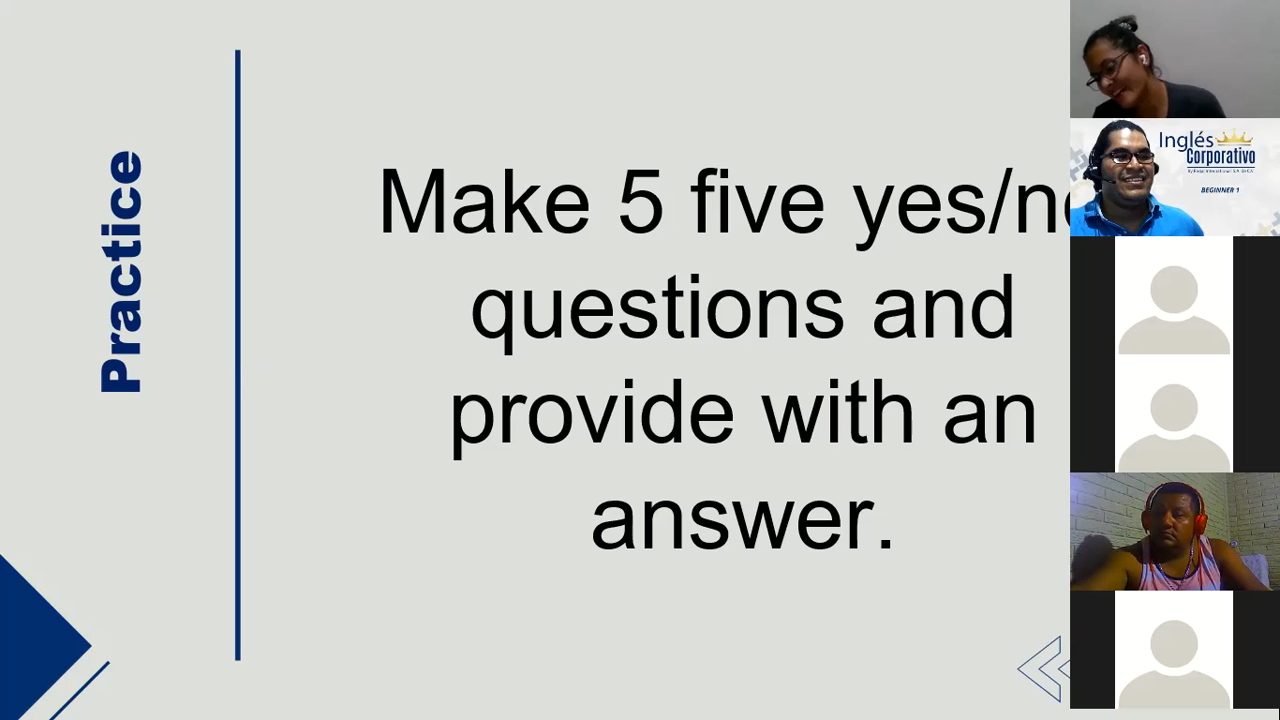 Practice
Make 5 five yes/no
questions and
provide with an
answer.
Inglés
Corporativo
BEGINNER 1